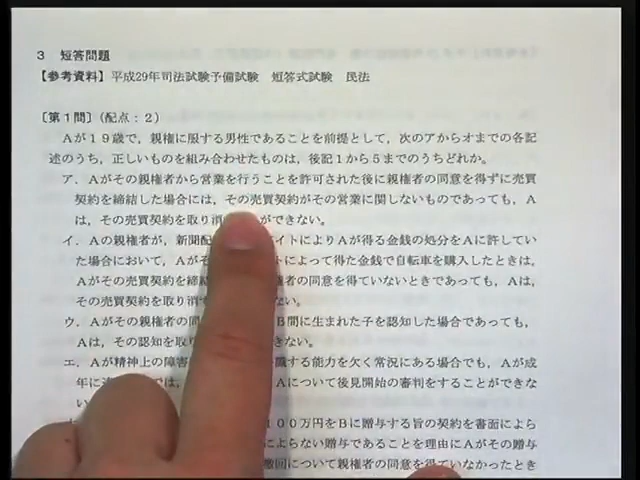 3 短答問題
【参考資料】平成29年司法試験予備試験 短答式試験 民法
〔第１問〕(配点：２)
Ａが１９歳で，親権に服する男性であることを前提として，次のアからオまでの各記
述のうち，正しいものを組み合わせたものは，後記１から５までのうちどれか。
ア．Ａがその親権者から営業を行うことを許可された後に親権者の同意を得ずに売買
契約を締結した場合には，その売買契約がその営業に関しないものであっても，Ａ
は，その売買契約を取り消 ができない。
イ．Ａの親権者が，新聞配 イトによりＡが得る金銭の処分をＡに許してい
た場合において，Ａがそ トによって得た金銭で自転車を購入したときは，
Ａがその売買契約を締結 者の同意を得ていないときであっても，Ａは，
その売買契約を取り消す ない。
ウ．Ａがその親権者の同 Ｂ間に生まれた子を認知した場合であっても，
Ａは，その認知を取り ができない。
エ．Ａが精神上の障害 識する能力を欠く常況にある場合でも，Ａが成
年に達 では， Ａについて後見開始の審判をすることができな
い
１００万円をＢに贈与する旨の契約を書面によら
によらない贈与であることを理由にＡがその贈与
撤回について親権者の同意を得ていなかったとき